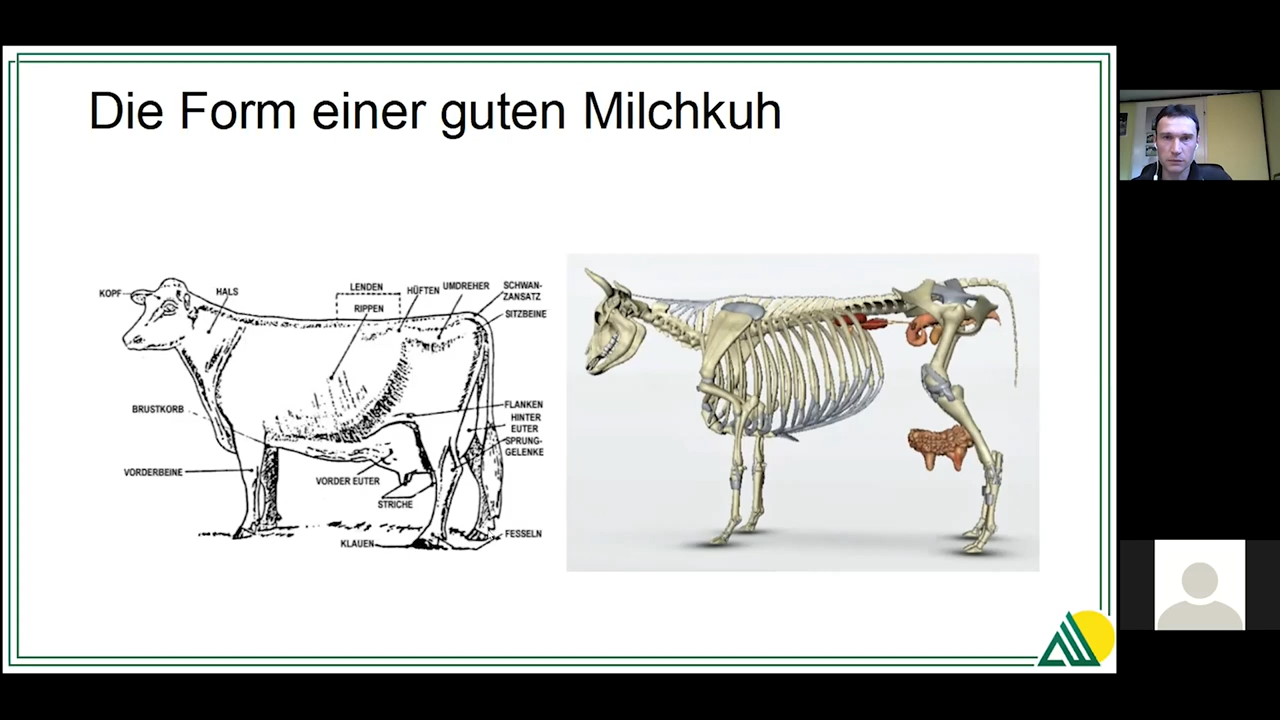 Die Form einer guten Milchkuh
KOPF
HALS
LENDEN
RIPPEN
HÜFTEN
UMDREHER
SCHWAN-
ZANSATZ
SITZBEINE
BRUSTKORB
FLANKEN
HINTER
EUTER
SPRUNG-
GELENKE
VORDERBEINE
VORDER EUTER
STRICHE
KLAUEN
FESSELN